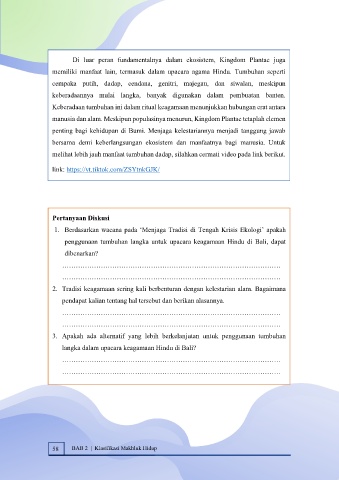 Di luar peran fundamentalnya dalam ekosistem, Kingdom Plantae juga
memiliki manfaat lain, termasuk dalam upacara agama Hindu. Tumbuhan seperti
cempaka putih, dadap, cendana, genitri, majegau, dan siwalan, meskipun
keberadaannya mulai langka, banyak digunakan dalam pembuatan banten.
Keberadaan tumbuhan ini dalam ritual keagamaan menunjukkan hubungan erat antara
manusia dan alam. Meskipun populasinya menurun, Kingdom Plantae tetaplah elemen
penting bagi kehidupan di Bumi. Menjaga kelestariannya menjadi tanggung jawab
bersama demi keberlangsungan ekosistem dan manfaatnya bagi manusia. Untuk
melihat lebih jauh manfaat tumbuhan dadap, silahkan cermati video pada link berikut.
link: https://vt.tiktok.com/ZSYtnkGJK/
Pertanyaan Diskusi
1. Berdasarkan wacana pada ‘Menjaga Tradisi di Tengah Krisis Ekologi’ apakah
penggunaan tumbuhan langka untuk upacara keagamaan Hindu di Bali, dapat
dibenarkan?
2. Tradisi keagamaan sering kali berbenturan dengan kelestarian alam. Bagaimana
pendapat kalian tentang hal tersebut dan berikan alasannya.
3. Apakah ada alternatif yang lebih berkelanjutan untuk penggunaan tumbuhan
langka dalam upacara keagamaan Hindu di Bali?
58 BAB 2 | Klasifikasi Makhluk Hidup